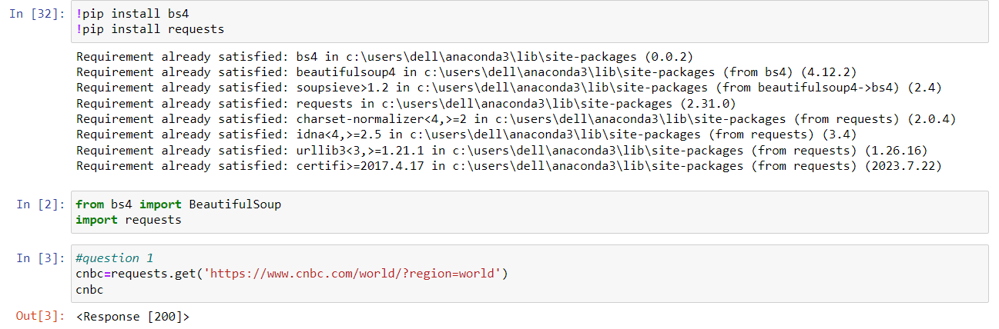 In [32]: !pip install bs4
!pip install requests
Requirement already satisfied: bs4 in c:\users\dell\anaconda3\lib\site-packages (0.0.2)
Requirement already satisfied: beautifulsoup4 in c:\users\dell\anaconda3\lib\site-packages (from bs4) (4.12.2)
Requirement already satisfied: soupsieve>1.2 in c:\users\dell\anaconda3\lib\site-packages (from beautifulsoup4->bs4) (2.4)
Requirement already satisfied: requests in c:\users\dell\anaconda3\lib\site-packages (2.31.0)
Requirement already satisfied: charset-normalizer<4,>=2 in c:\users\dell\anaconda3\lib\site-packages (from requests) (2.0.4)
Requirement already satisfied: idna<4,>=2.5 in c:\users\dell\anaconda3\lib\site-packages (from requests) (3.4)
Requirement already satisfied: urllib3<3,>=1.21.1 in c:\users\dell\anaconda3\lib\site-packages (from requests) (1.26.16)
Requirement already satisfied: certifi>=2017.4.17 in c:\users\dell\anaconda3\lib\site-packages (from requests) (2023.7.22)
In [2]: from bs4 import BeautifulSoup
import requests
In [3]: #question 1
cnbc=requests.get('https://www.cnbc.com/world/?region=world')
cnbc
Out[3]: <Response [200]>